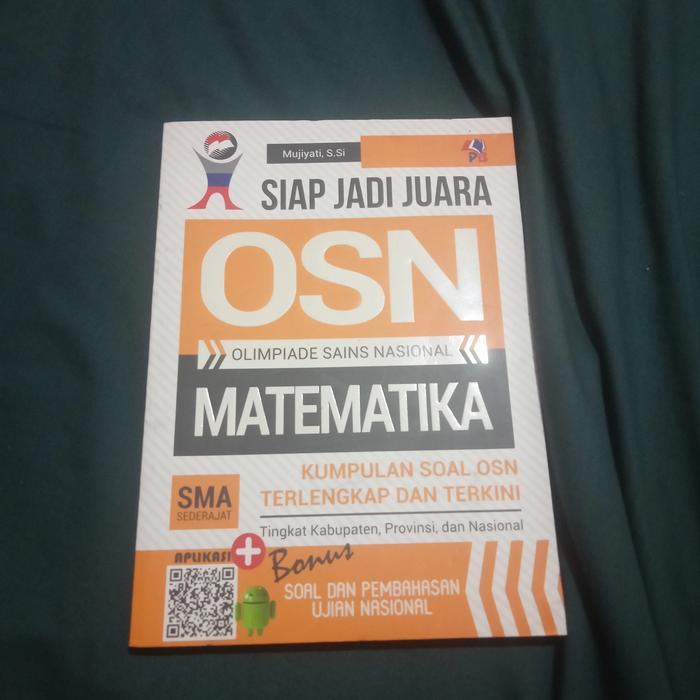 Mujiyati, S.Si
PB
SIAP JADI JUARA
OSN
OLIMPIADE SAINS NASIONAL
MATEMATIKA
KUMPULAN SOAL OSN
TERLENGKAP DAN TERKINI
SMA
SEDERAJAT
Tingkat Kabupaten, Provinsi, dan Nasional
APLIKASI
Bonus
SOAL DAN PEMBAHASAN
UJIAN NASIONAL